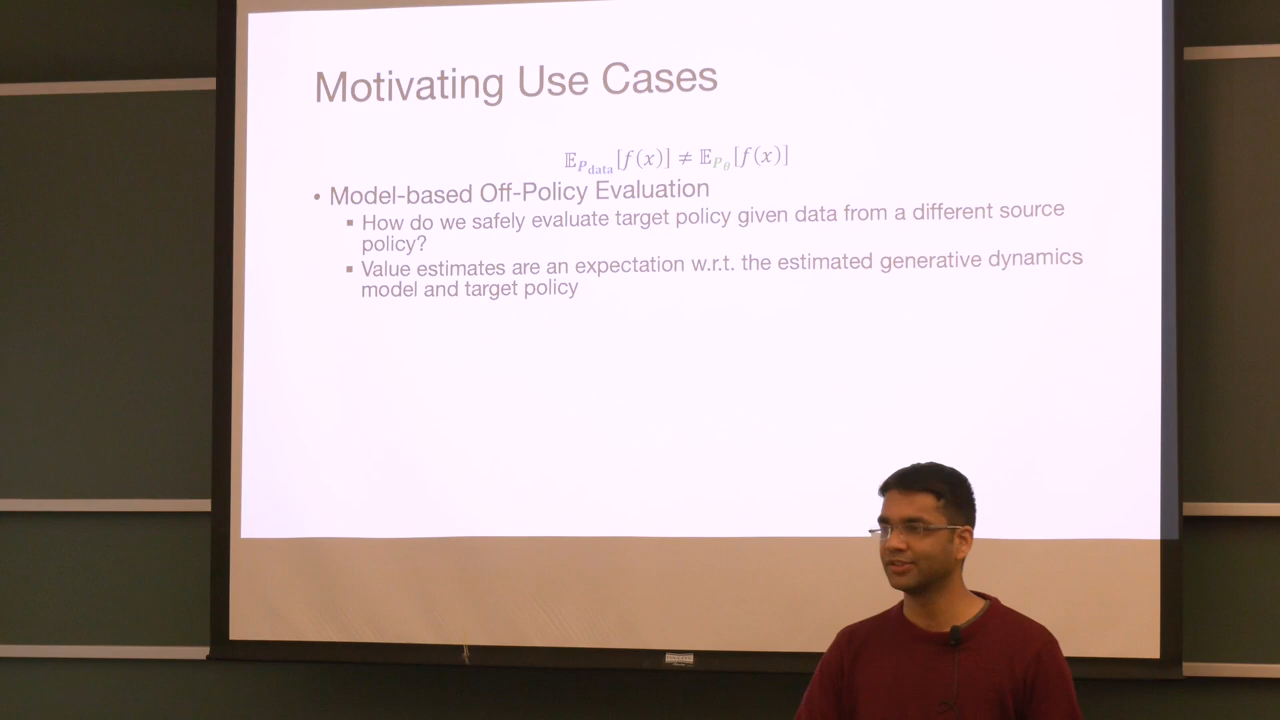 Motivating Use Cases
𝔼_{P_data}[f(x)] ≠ 𝔼_{P_θ}[f(x)]
• Model-based Off-Policy Evaluation
▪ How do we safely evaluate target policy given data from a different source
policy?
▪ Value estimates are an expectation w.r.t. the estimated generative dynamics
model and target policy